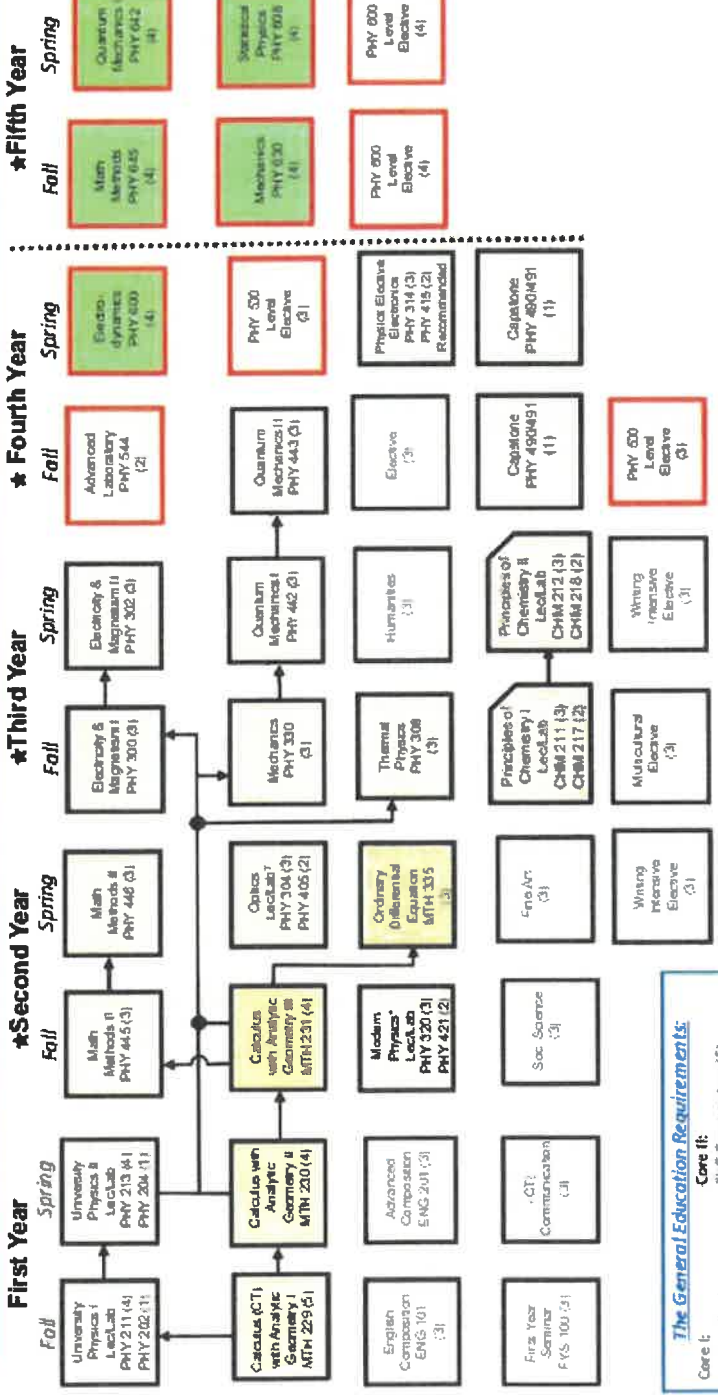 First Year
★Second Year
★Third Year
★ Fourth Year
★Fifth Year
Fall
Spring
Fall
Spring
Fall
Spring
Fall
Spring
Fall
Spring
University
Physics I
Lec/Lab
PHY 211 (4)
PHY 202 (1)
University
Physics II
Lec/Lab
PHY 213 (4)
PHY 204 (1)
Math
Methods II
PHY 445 (3)
Math
Methods II
PHY 446 (3)
Electricity &
Magnetism I
PHY 300 (3)
Electricity &
Magnetism II
PHY 302 (3)
Advanced
Laboratory
PHY 544
(2)
Electro-
dynamics
PHY 600
(4)
Math
Methods
PHY 645
(4)
Quantum
Mechanics
PHY 642
(4)
Calculus (CT)
with Analytic
Geometry I
MTH 229 (5)
Calculus with
Analytic
Geometry II
MTH 230 (4)
Calculus
with Analytic
Geometry III
MTH 231 (4)
Optics
Lec/Lab
PHY 304 (3)
PHY 405 (2)
Mechanics
PHY 330
(3)
Quantum
Mechanics I
PHY 442 (3)
Quantum
Mechanics II
PHY 443 (3)
PHY 500
Level
Elective
(3)
Mechanics
PHY 630
(4)
Statistical
Physics
PHY 608
(4)
English
Composition
ENG 101
(3)
Advanced
Composition
ENG 201 (3)
Modern
Physics*
Lec/Lab
PHY 320 (3)
PHY 421 (2)
Ordinary
Differential
Equation
MTH 335
(3)
Thermal
Physics
PHY 308
(3)
Humanities
(3)
Elective
(3)
Physics Elective
Electronics
PHY 314 (3)
PHY 415 (2)
Recommended
PHY 600
Level
Elective
(4)
PHY 600
Level
Elective
(4)
First Year
Seminar
FYS 100 (3)
(CT)
Communication
(3)
Soc Science
(3)
Fine Art
(3)
Principles of
Chemistry I
Lec/Lab
CHM 211 (3)
CHM 217 (2)
Principles of
Chemistry II
Lec/Lab
CHM 212 (3)
CHM 218 (2)
Capstone
PHY 490/491
(1)
Capstone
PHY 490/491
(1)
Writing
Intensive
Elective
(3)
Multicultural
Elective
(3)
Writing
Intensive
Elective
(3)
PHY 500
Level
Elective
(3)
The General Education Requirements:
Core I:
Core II: